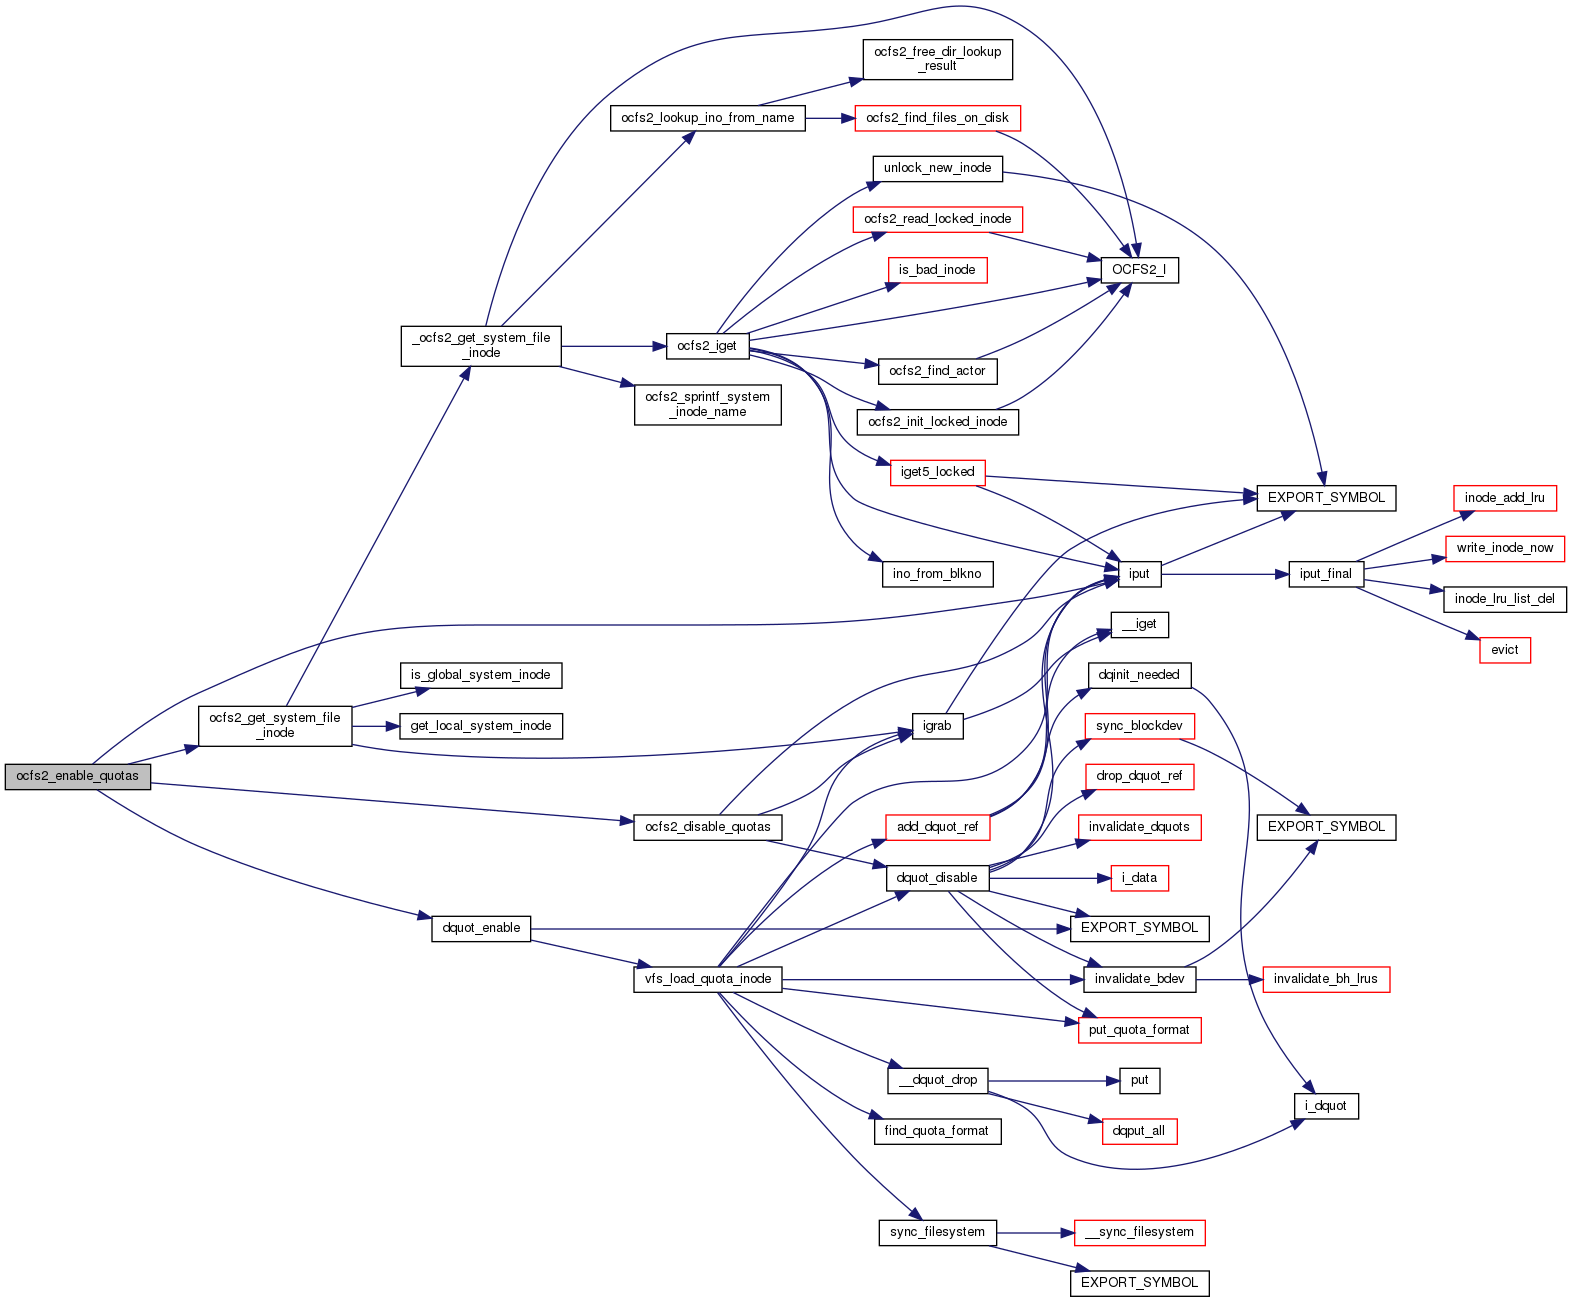 ocfs2_free_dir_lookup
_result
ocfs2_lookup_ino_from_name
ocfs2_find_files_on_disk
unlock_new_inode
ocfs2_read_locked_inode
is_bad_inode
OCFS2_I
_ocfs2_get_system_file
_inode
ocfs2_iget
ocfs2_find_actor
ocfs2_sprintf_system
_inode_name
ocfs2_init_locked_inode
iget5_locked
EXPORT_SYMBOL
inode_add_lru
write_inode_now
ino_from_blkno
iput
iput_final
inode_lru_list_del
__iget
evict
is_global_system_inode
dqinit_needed
ocfs2_get_system_file
_inode
get_local_system_inode
igrab
sync_blockdev
ocfs2_enable_quotas
drop_dquot_ref
ocfs2_disable_quotas
add_dquot_ref
invalidate_dquots
EXPORT_SYMBOL
dquot_disable
i_data
dquot_enable
EXPORT_SYMBOL
vfs_load_quota_inode
invalidate_bdev
invalidate_bh_lrus
put_quota_format
__dquot_drop
put
i_dquot
find_quota_format
dqput_all
sync_filesystem
__sync_filesystem
EXPORT_SYMBOL